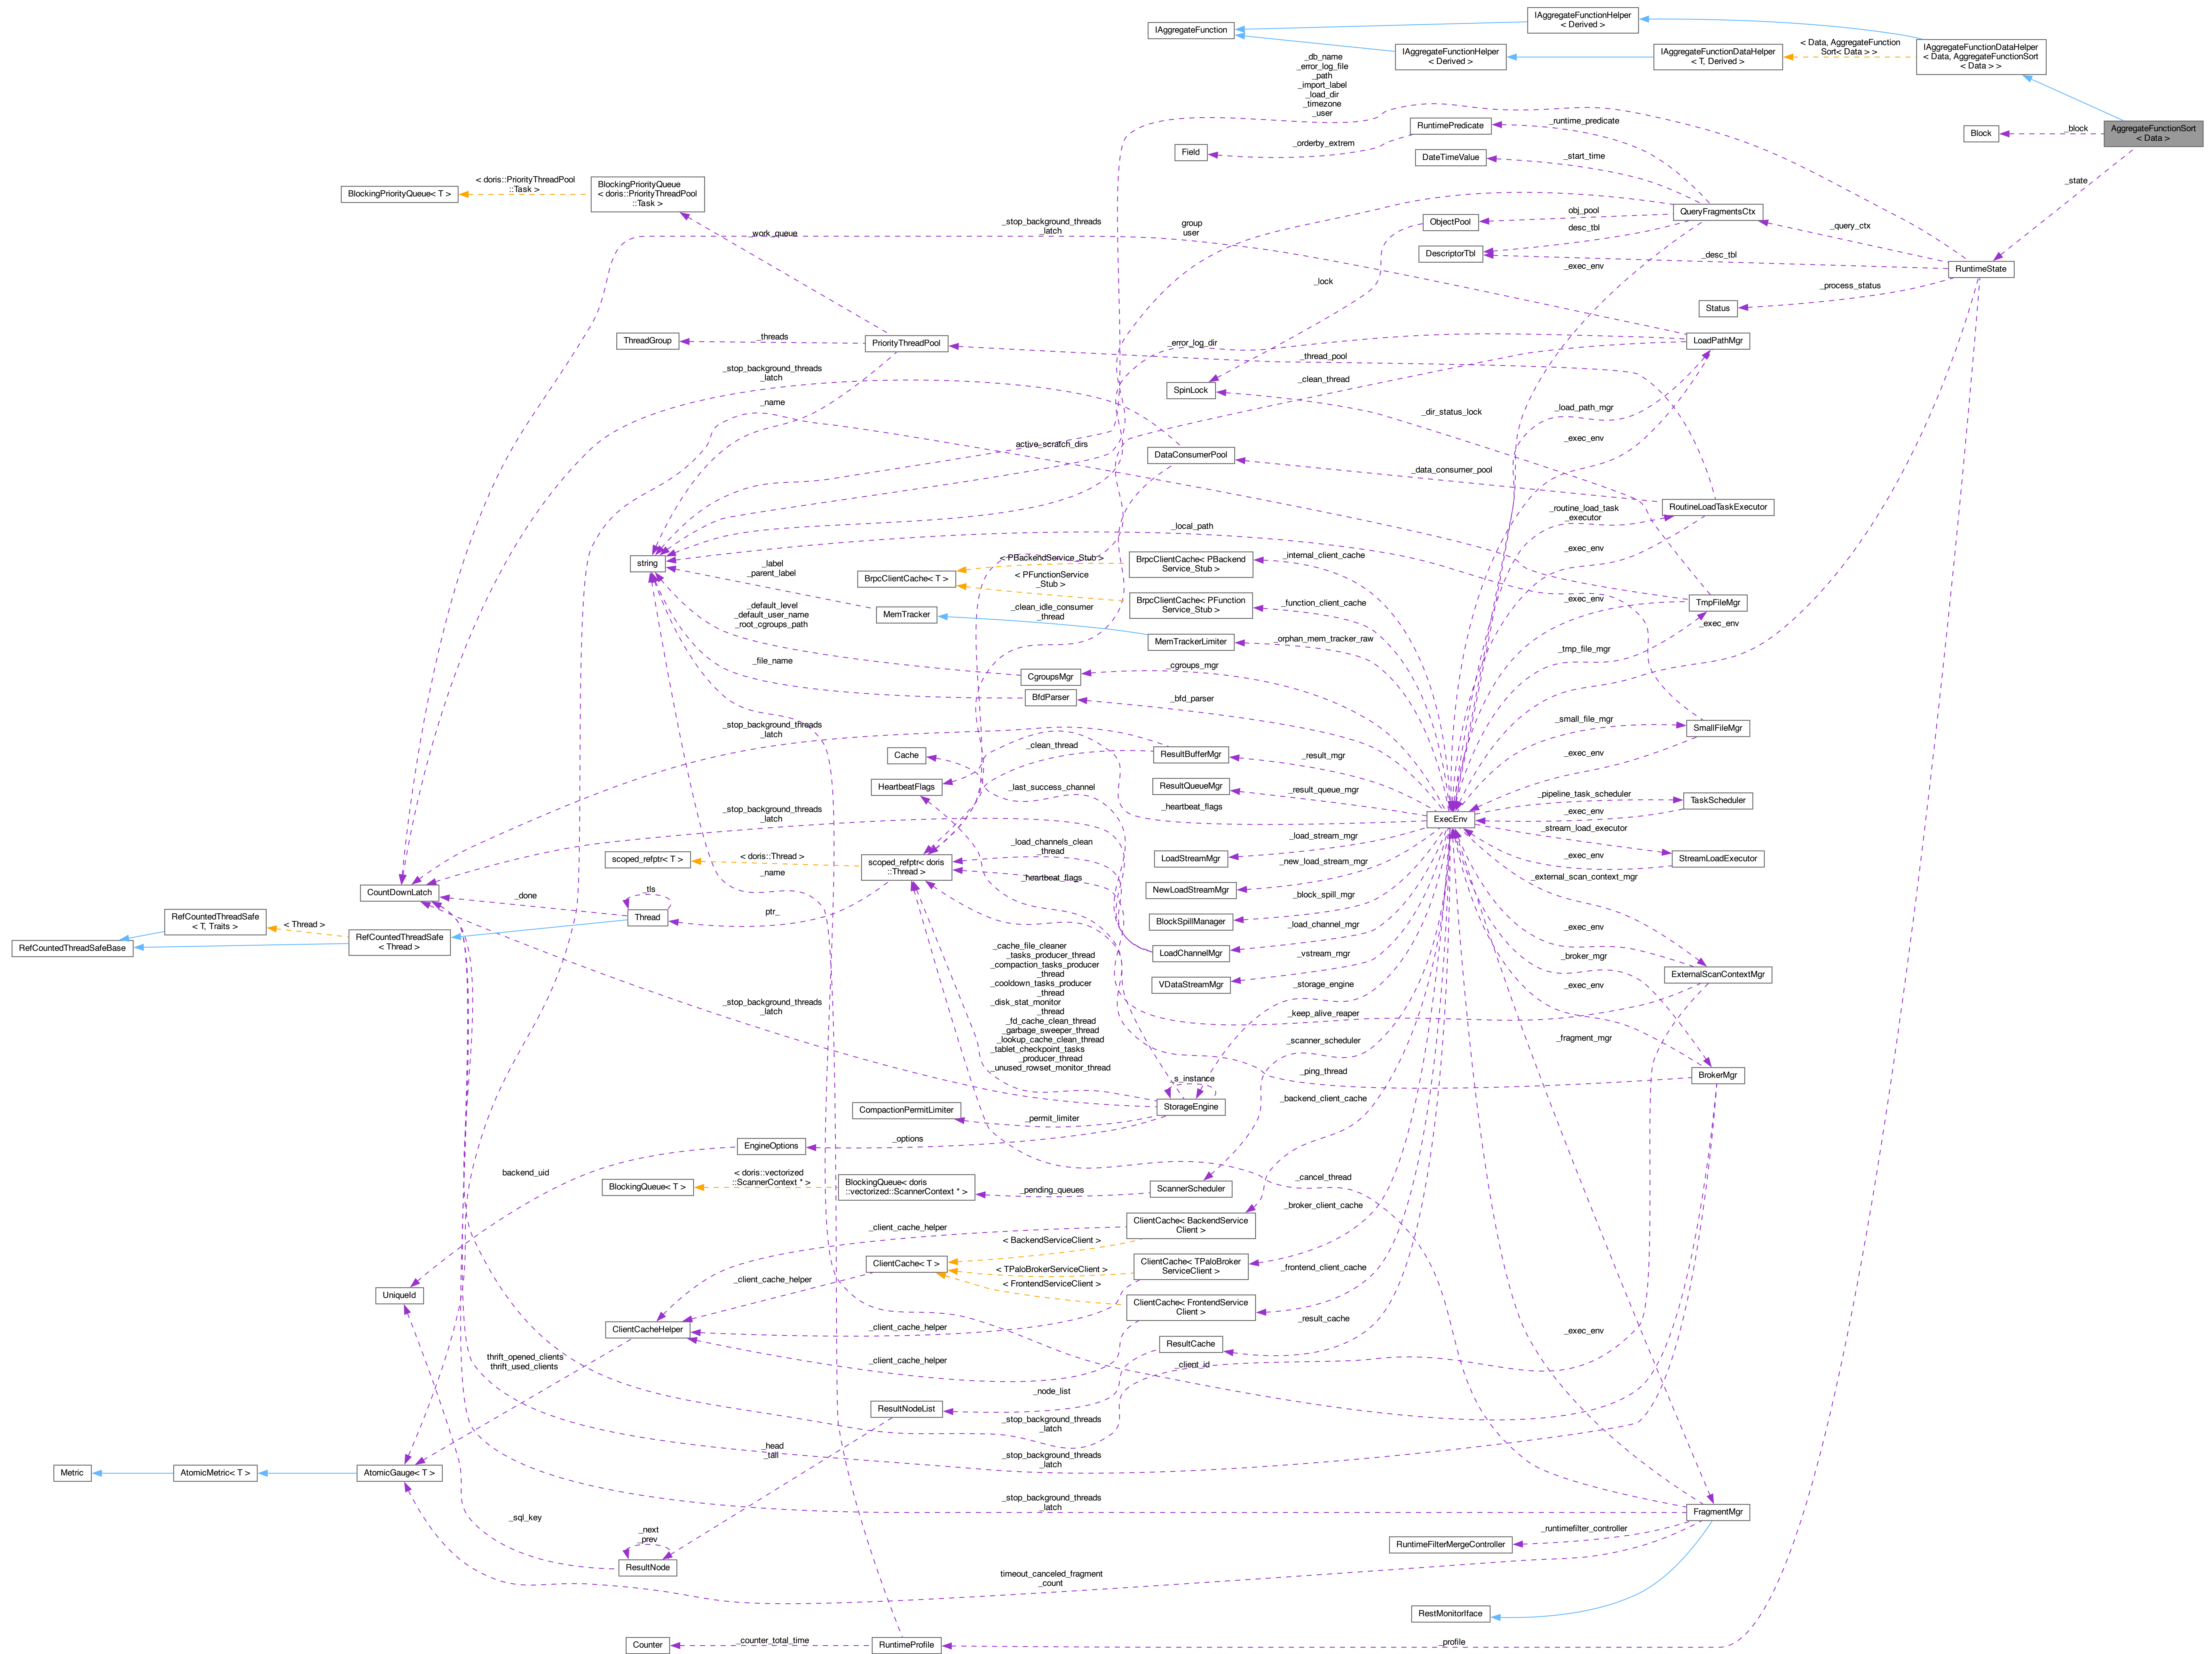 IAggregateFunctionHelper
< Derived >
IAggregateFunction
IAggregateFunctionHelper
< Derived >
IAggregateFunctionDataHelper
< T, Derived >
< Data, AggregateFunction
Sort< Data > >
IAggregateFunctionDataHelper
< Data, AggregateFunctionSort
< Data > >
_db_name
_error_log_file
_path
_import_label
_load_dir
_timezone
_user
RuntimePredicate
_runtime_predicate
Block
_block
AggregateFunctionSort
< Data >
Field
_orderby_extrem
DateTimeValue
_start_time
_state
BlockingPriorityQueue< T >
< doris::PriorityThreadPool
::Task >
BlockingPriorityQueue
< doris::PriorityThreadPool
::Task >
_work_queue
_stop_background_threads
_latch
group
user
ObjectPool
obj_pool
QueryFragmentsCtx
desc_tbl
_query_ctx
DescriptorTbl
_desc_tbl
_exec_env
RuntimeState
_lock
_process_status
Status
ThreadGroup
_threads
PriorityThreadPool
_error_log_dir
_thread_pool
LoadPathMgr
_stop_background_threads
_latch
_clean_thread
SpinLock
_name
_load_path_mgr
_dir_status_lock
active_scratch_dirs
_exec_env
DataConsumerPool
_data_consumer_pool
RoutineLoadTaskExecutor
_routine_load_task
_executor
_local_path
_exec_env
string
_label
_parent_label
BrpcClientCache< T >
< PBackendService_Stub >
BrpcClientCache< PBackend
Service_Stub >
_internal_client_cache
< PFunctionService
_Stub >
BrpcClientCache< PFunction
Service_Stub >
_function_client_cache
_exec_env
TmpFileMgr
_default_level
_default_user_name
_root_cgroups_path
MemTracker
_clean_idle_consumer
_thread
MemTrackerLimiter
_orphan_mem_tracker_raw
_exec_env
_tmp_file_mgr
_file_name
CgroupsMgr
_cgroups_mgr
BfdParser
_bfd_parser
_small_file_mgr
SmallFileMgr
_stop_background_threads
_latch
Cache
_clean_thread
ResultBufferMgr
_result_mgr
_exec_env
HeartbeatFlags
_last_success_channel
ResultQueueMgr
_result_queue_mgr
_pipeline_task_scheduler
TaskScheduler
_stop_background_threads
_latch
_heartbeat_flags
ExecEnv
_exec_env
_load_channels_clean
_thread
_load_stream_mgr
LoadStreamMgr
_stream_load_executor
StreamLoadExecutor
_exec_env
scoped_refptr< T >
< doris::Thread >
scoped_refptr< doris
::Thread >
_new_load_stream_mgr
_name
_heartbeat_flags
_external_scan_context_mgr
CountDownLatch
_tls
NewLoadStreamMgr
_done
Thread
ptr_
_block_spill_mgr
BlockSpillManager
RefCountedThreadSafe
< T, Traits >
< Thread >
RefCountedThreadSafe
< Thread >
RefCountedThreadSafeBase
_load_channel_mgr
_exec_env
LoadChannelMgr
_vstream_mgr
_broker_mgr
ExternalScanContextMgr
VDataStreamMgr
_cache_file_cleaner
_tasks_producer_thread
_compaction_tasks_producer
_thread
_cooldown_tasks_producer
_thread
_disk_stat_monitor
_thread
_fd_cache_clean_thread
_garbage_sweeper_thread
_lookup_cache_clean_thread
_tablet_checkpoint_tasks
_producer_thread
_unused_rowset_monitor_thread
_storage_engine
_exec_env
_stop_background_threads
_latch
_keep_alive_reaper
_scanner_scheduler
_fragment_mgr
_ping_thread
BrokerMgr
_s_instance
StorageEngine
_backend_client_cache
CompactionPermitLimiter
_permit_limiter
EngineOptions
_options
backend_uid
BlockingQueue< T >
< doris::vectorized
::ScannerContext * >
BlockingQueue< doris
::vectorized::ScannerContext * >
_pending_queues
ScannerScheduler
_cancel_thread
_broker_client_cache
_client_cache_helper
ClientCache< BackendService
Client >
< BackendServiceClient >
ClientCache< T >
< TPaloBrokerServiceClient >
ClientCache< TPaloBroker
ServiceClient >
_frontend_client_cache
_client_cache_helper
< FrontendServiceClient >
UniqueId
ClientCache< FrontendService
Client >
_result_cache
ClientCacheHelper
_client_cache_helper
_exec_env
ResultCache
thrift_opened_clients
thrift_used_clients
_client_cache_helper
_client_id
_node_list
ResultNodeList
_stop_background_threads
_latch
_head
_tail
_stop_background_threads
_latch
Metric
AtomicMetric< T >
AtomicGauge< T >
_stop_background_threads
_latch
FragmentMgr
_sql_key
_next
_prev
_runtimefilter_controller
RuntimeFilterMergeController
ResultNode
timeout_canceled_fragment
_count
RestMonitorIface
Counter
_counter_total_time
RuntimeProfile
_profile